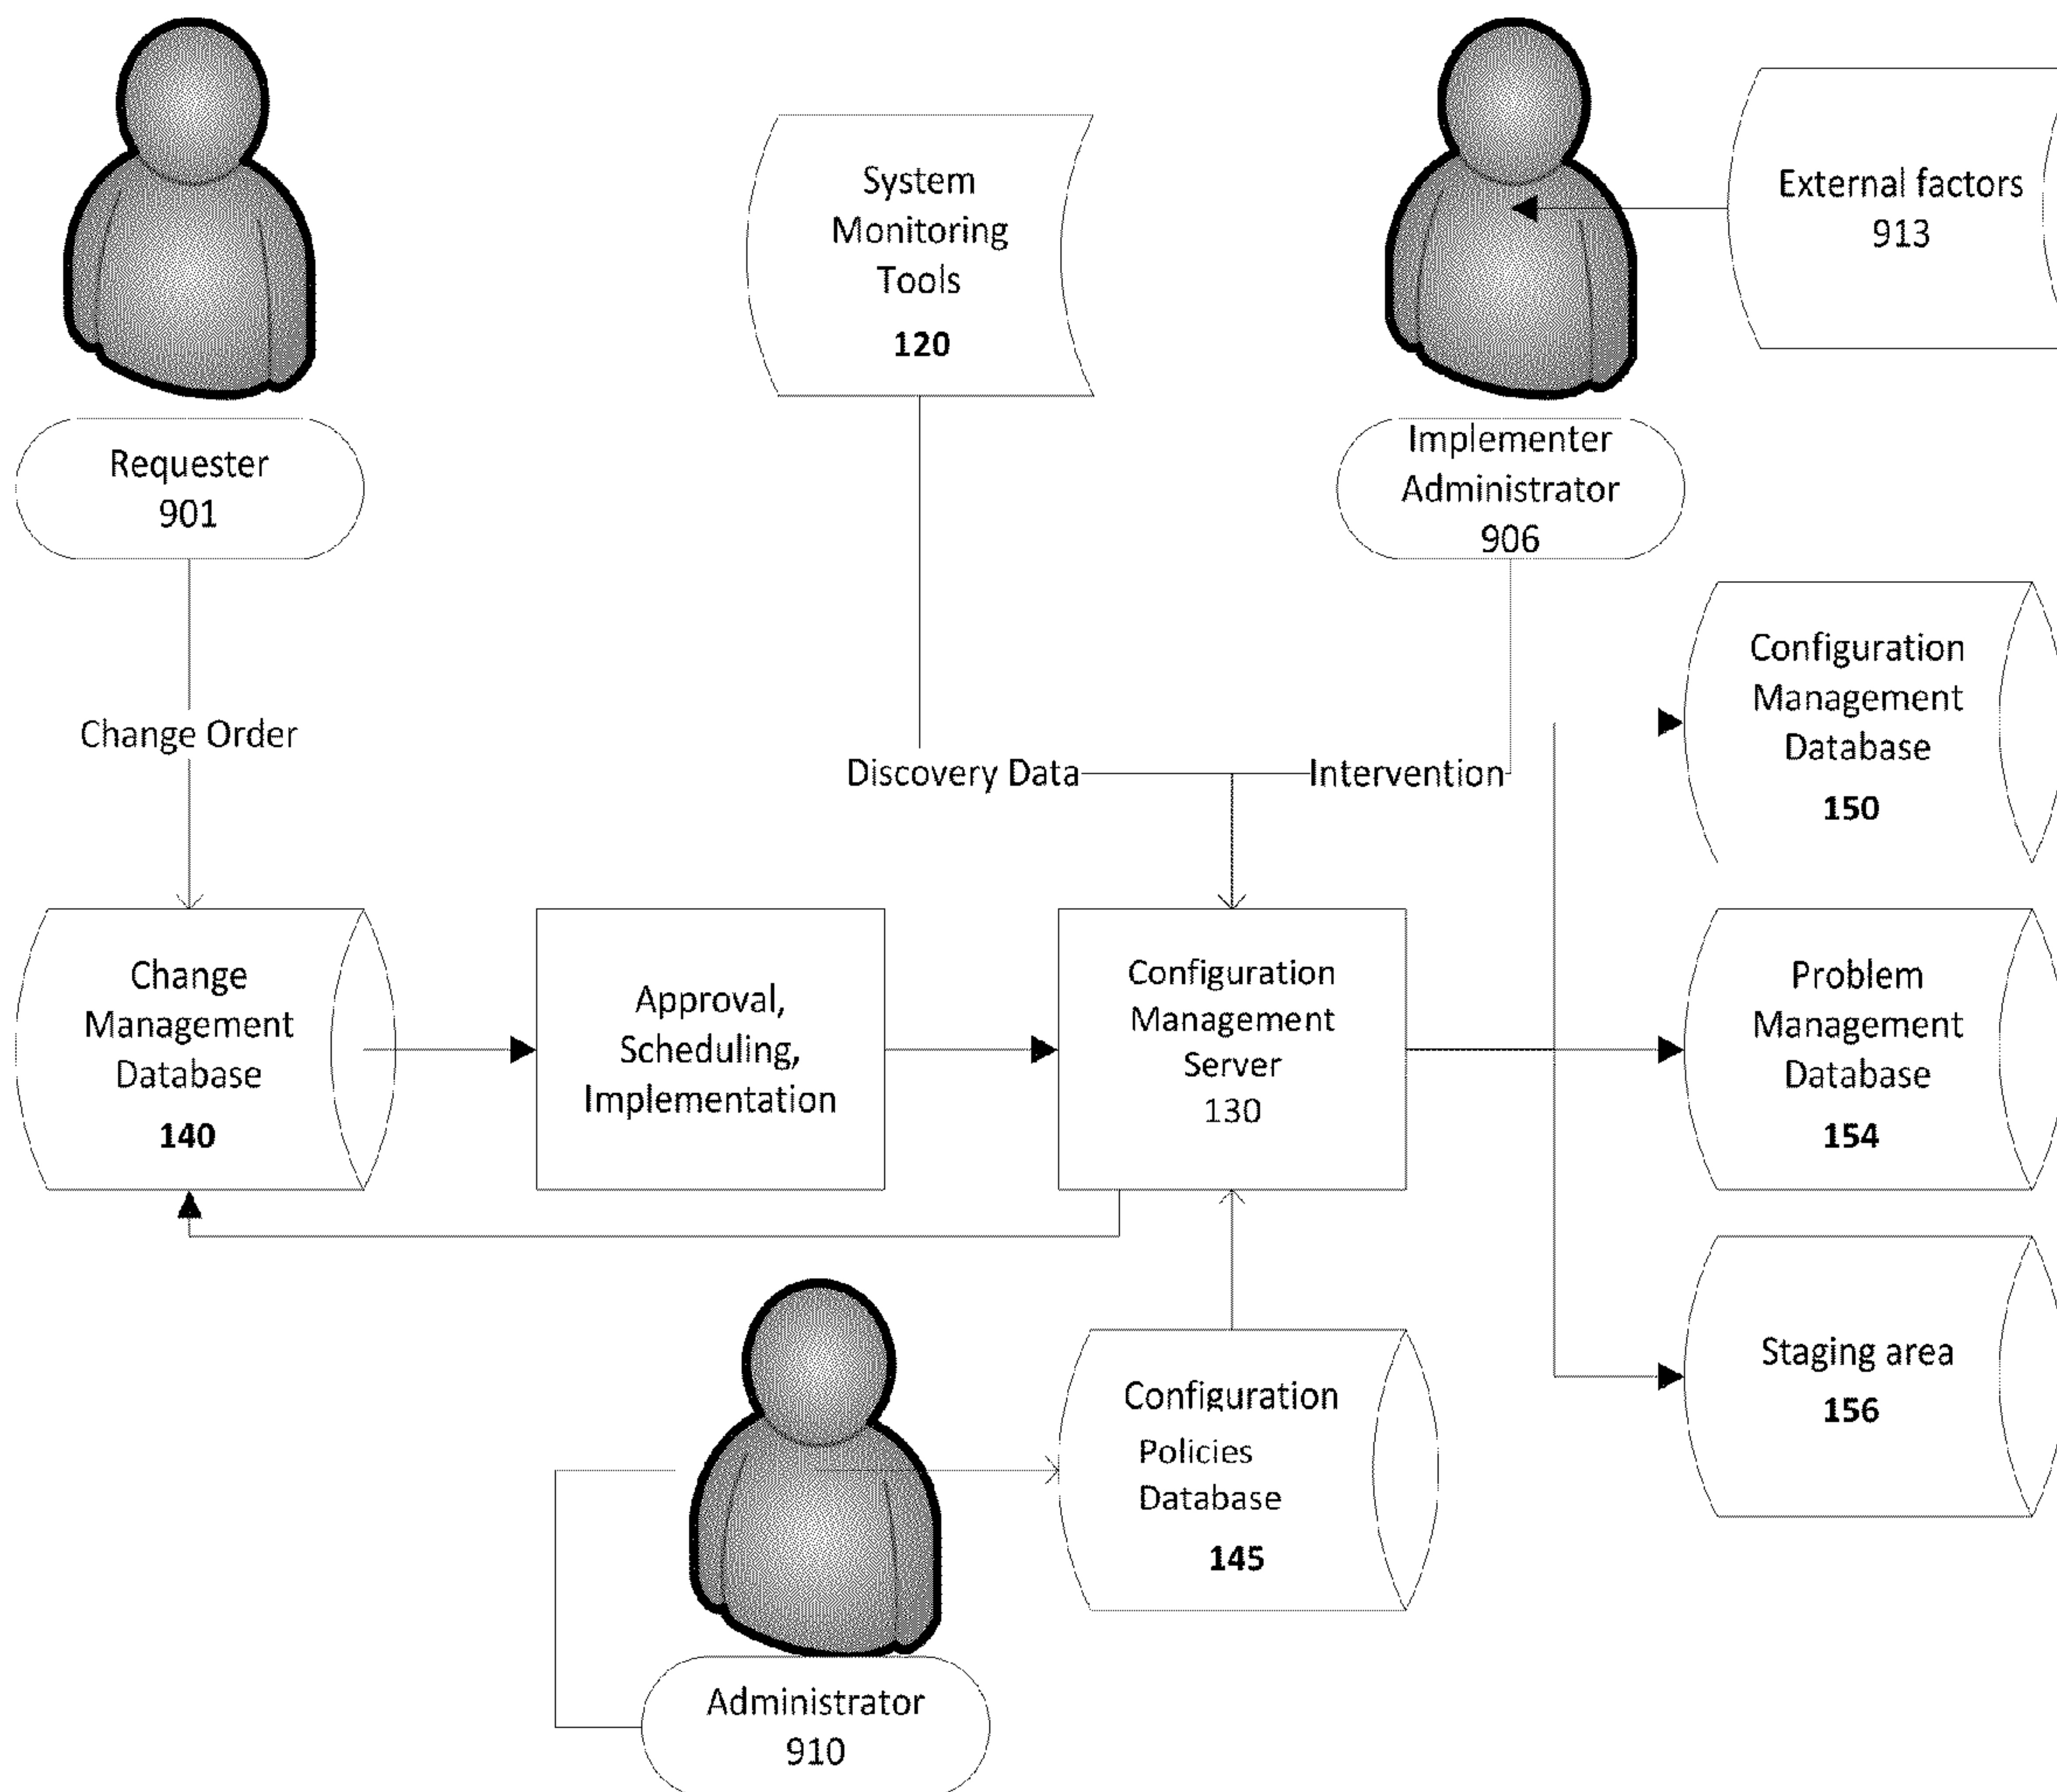 System
Monitoring
Tools
120
External factors
913
Requester
901
Implementer
Administrator
906
Change Order
Discovery Data
Intervention
Configuration
Management
Database
150
Change
Management
Database
140
Approval,
Scheduling,
Implementation
Configuration
Management
Server
130
Problem
Management
Database
154
Configuration
Policies
Database
145
Staging area
156
Administrator
910